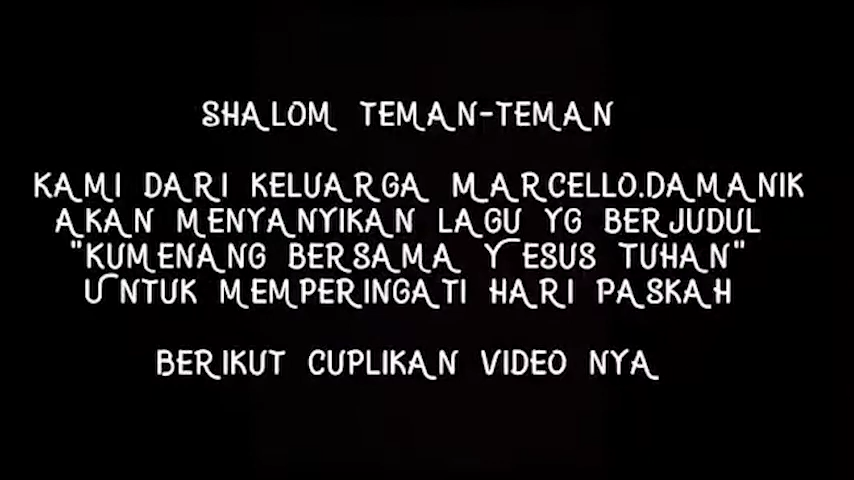 SHALOM TEMAN-TEMAN
KAMI DARI KELUARGA MARCELLO.DAMANIK
AKAN MENYANYIKAN LAGU YG BERJUDUL
"KUMENANG BERSAMA YESUS TUHAN"
UNTUK MEMPERINGATI HARI PASKAH
BERIKUT CUPLIKAN VIDEO NYA